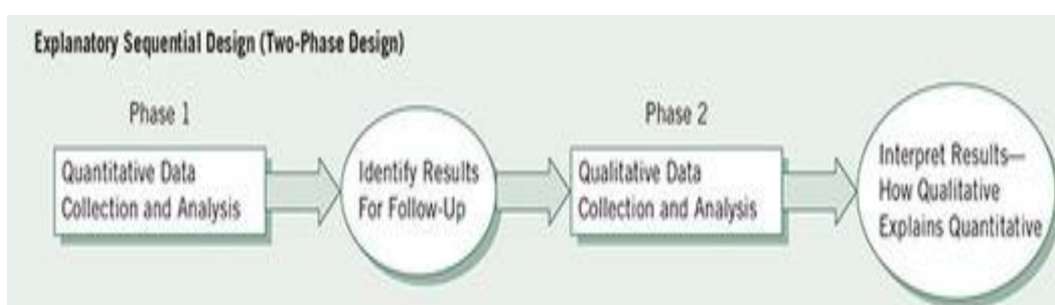 Explanatory Sequential Design (Two-Phase Design)
Phase 1
Quantitative Data
Collection and Analysis
Identify Results
For Follow-Up
Phase 2
Qualitative Data
Collection and Analysis
Interpret Results—
How Qualitative
Explains Quantitative